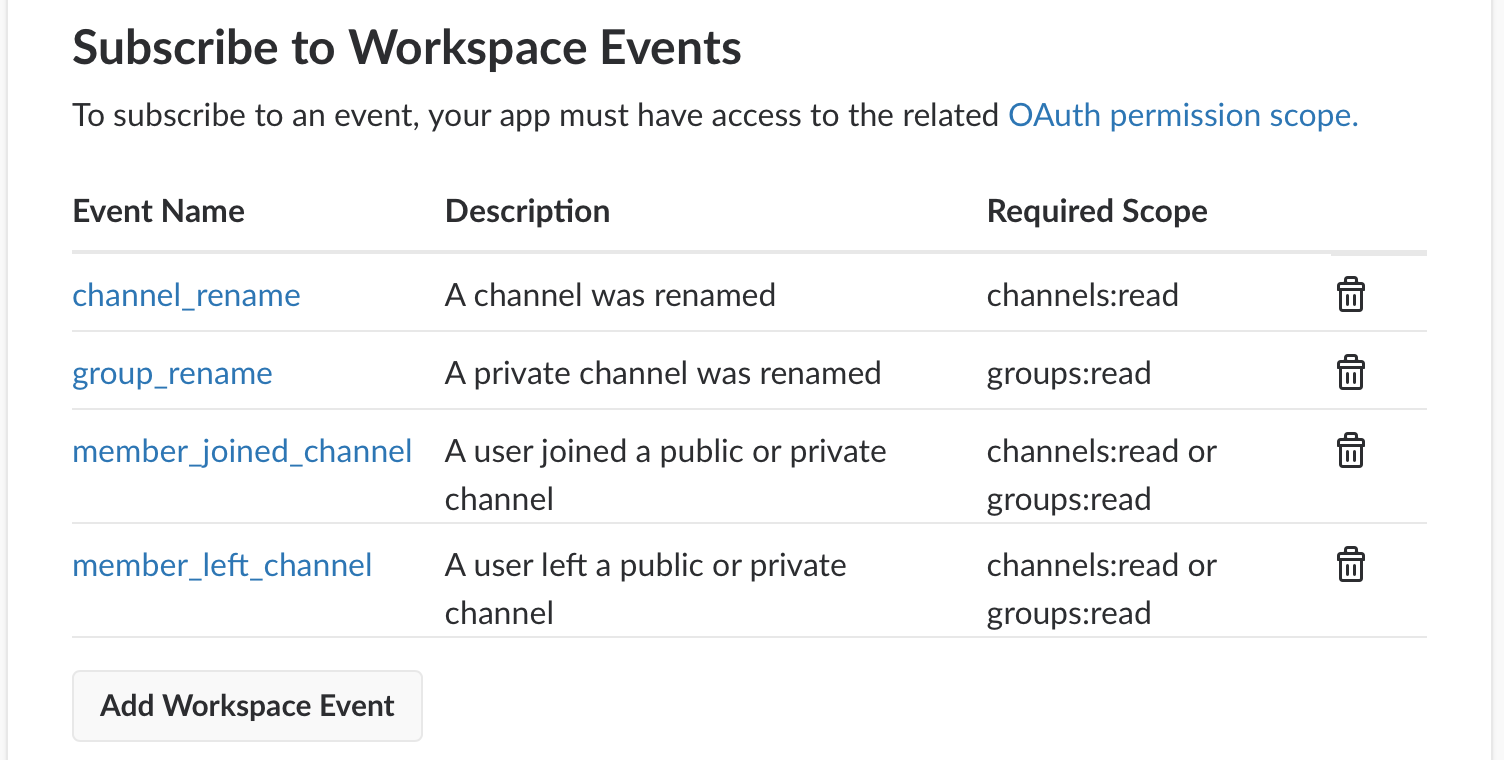 Subscribe to Workspace Events
To subscribe to an event, your app must have access to the related OAuth permission scope.
Event Name Description Required Scope
channel_rename A channel was renamed channels:read
group_rename A private channel was renamed groups:read
member_joined_channel A user joined a public or private channels:read or
channel groups:read
member_left_channel A user left a public or private channels:read or
channel groups:read
Add Workspace Event